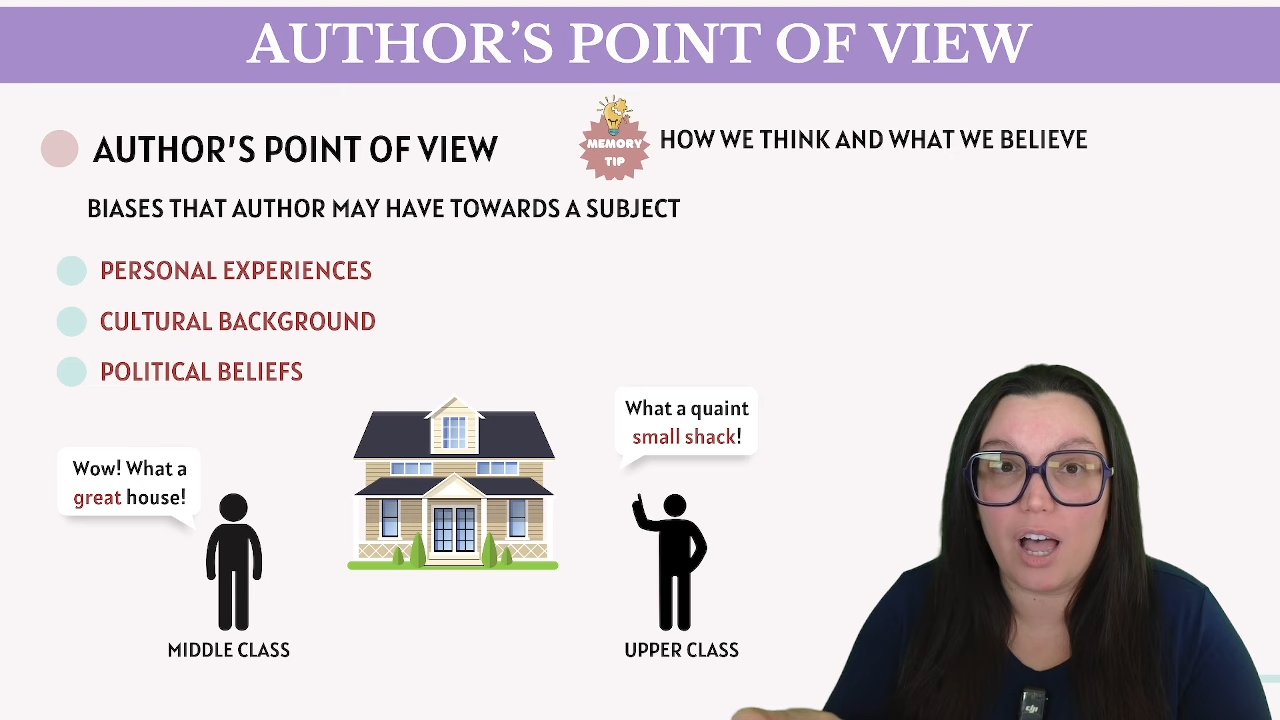 AUTHOR'S POINT OF VIEW
AUTHOR'S POINT OF VIEW
MEMORY
TIP
HOW WE THINK AND WHAT WE BELIEVE
BIASES THAT AUTHOR MAY HAVE TOWARDS A SUBJECT
PERSONAL EXPERIENCES
CULTURAL BACKGROUND
POLITICAL BELIEFS
Wow! What a
great house!
What a quaint
small shack!
MIDDLE CLASS
UPPER CLASS
dji